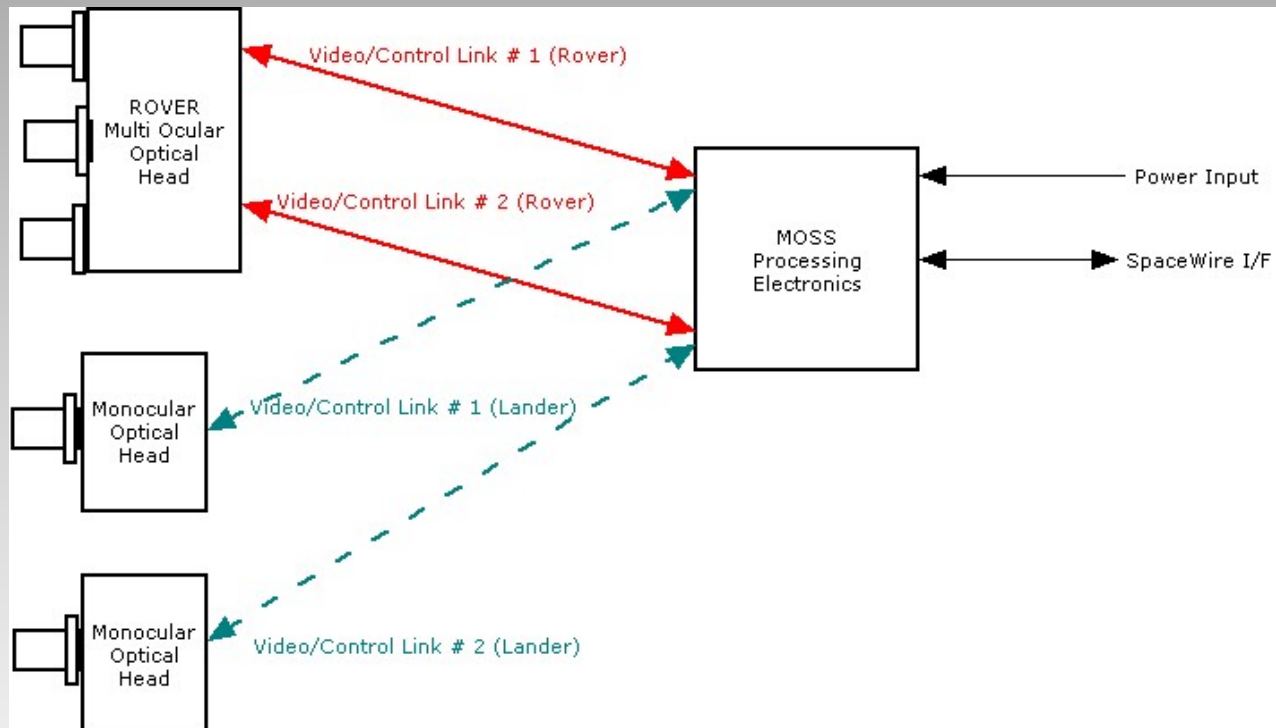 Video/Control Link # 1 (Rover)
ROVER
Multi Ocular
Optical
Head
Video/Control Link # 2 (Rover)
MOSS
Processing
Electronics
Power Input
SpaceWire I/F
Monocular
Optical
Head
Video/Control Link # 1 (Lander)
Monocular
Optical
Head
Video/Control Link # 2 (Lander)